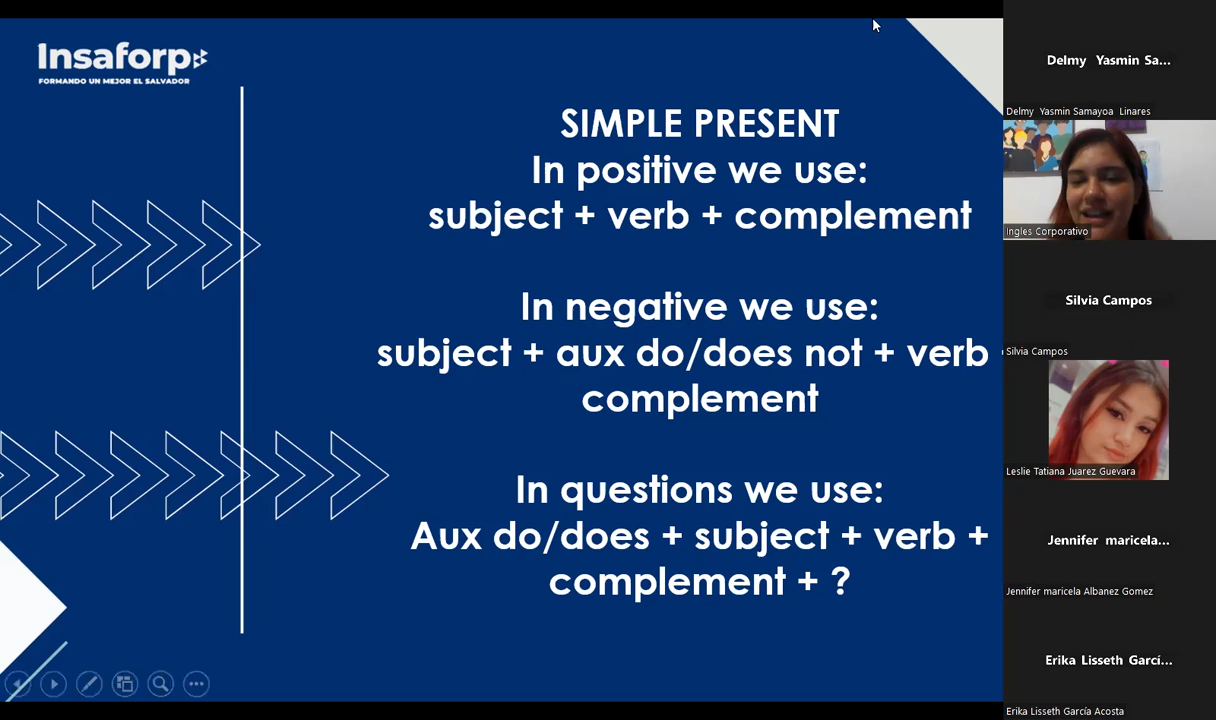 Insaforp
FORMANDO UN MEJOR EL SALVADOR
SIMPLE PRESENT
In positive we use:
subject + verb + complement
In negative we use:
subject + aux do/does not + verb
complement
In questions we use:
Aux do/does + subject + verb +
complement + ?
Delmy Yasmin Sa...
Delmy Yasmin Samayoa Linares
Ingles Corporativo
Silvia Campos
Silvia Campos
Leslie Tatiana Juarez Guevara
Jennifer maricela...
Jennifer maricela Albanez Gomez
Erika Lisseth Garcí...
Erika Lisseth García Acosta